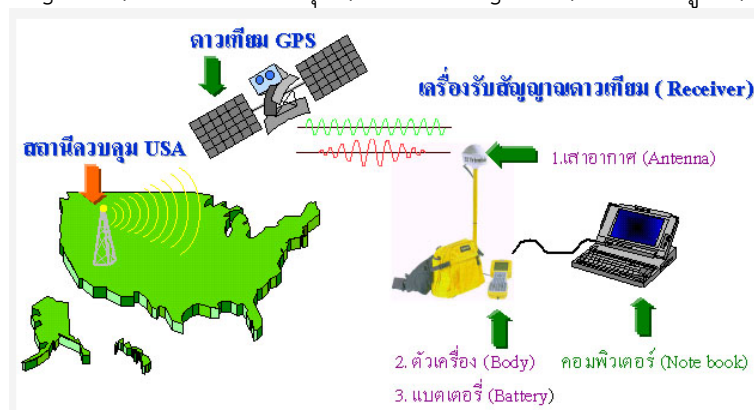 ดาวเทียม GPS
เครื่องรับสัญญาณดาวเทียม ( Receiver)
สถานีควบคุม USA
1.เสาอากาศ (Antenna)
2. ตัวเครื่อง (Body)
คอมพิวเตอร์ (Note book)
3. แบตเตอรี่ (Battery)